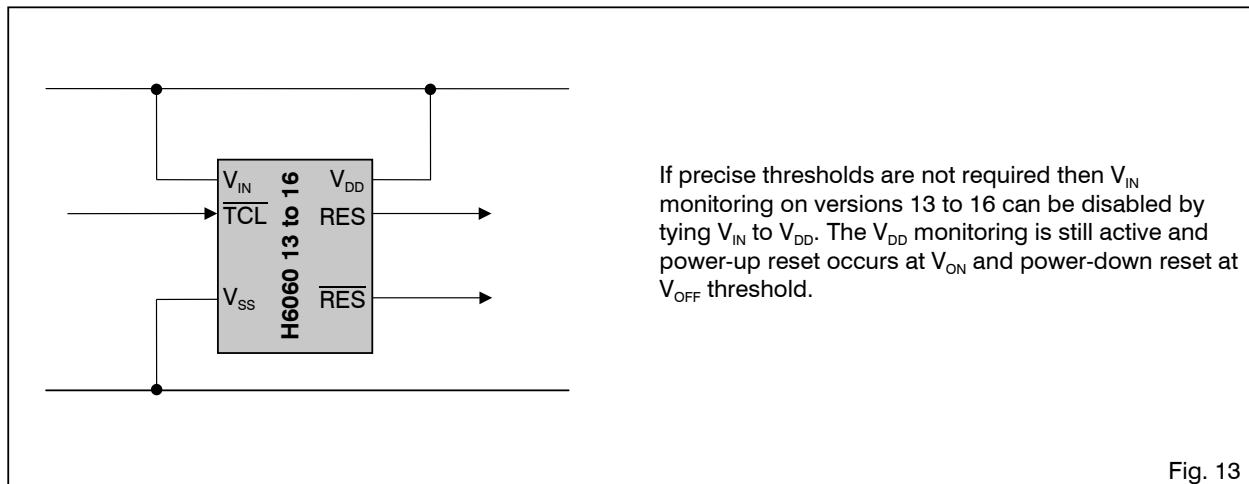 V_IN V_DD
T̅C̅L̅ RES
V_SS R̅E̅S̅
H6060 13 to 16
If precise thresholds are not required then V_IN
monitoring on versions 13 to 16 can be disabled by
tying V_IN to V_DD. The V_DD monitoring is still active and
power-up reset occurs at V_ON and power-down reset at
V_OFF threshold.
Fig. 13